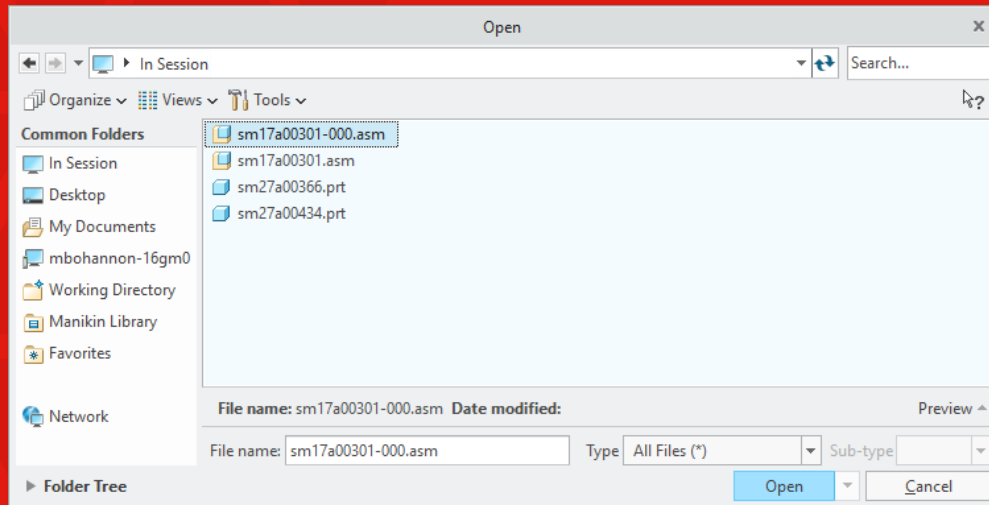 Open
In Session
Search...
Organize Views Tools
Common Folders
In Session
Desktop
My Documents
mbohannon-16gm0
Working Directory
Manikin Library
Favorites
Network
Folder Tree
sm17a00301-000.asm
sm17a00301.asm
sm27a00366.prt
sm27a00434.prt
File name: sm17a00301-000.asm Date modified:
Preview
File name: sm17a00301-000.asm Type All Files (*) Sub-type
Open Cancel